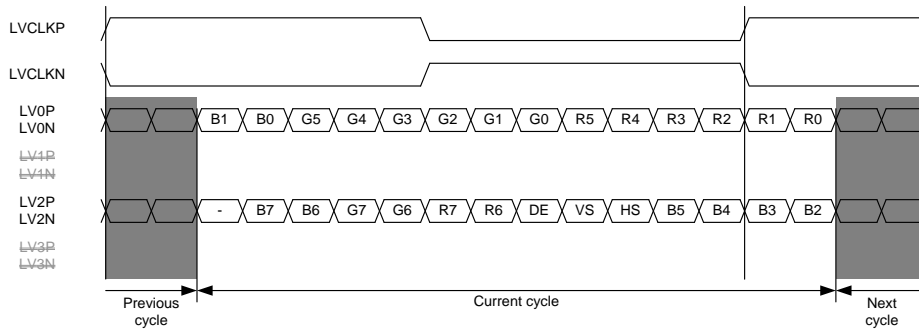 LVCLKP
LVCLKN
LV0P
LV0N
B1 B0 G5 G4 G3 G2 G1 G0 R5 R4 R3 R2 R1 R0
LV1P
LV1N
LV2P
LV2N
- B7 B6 G7 G6 R7 R6 DE VS HS B5 B4 B3 B2
LV3P
LV3N
Previous
cycle
Current cycle
Next
cycle